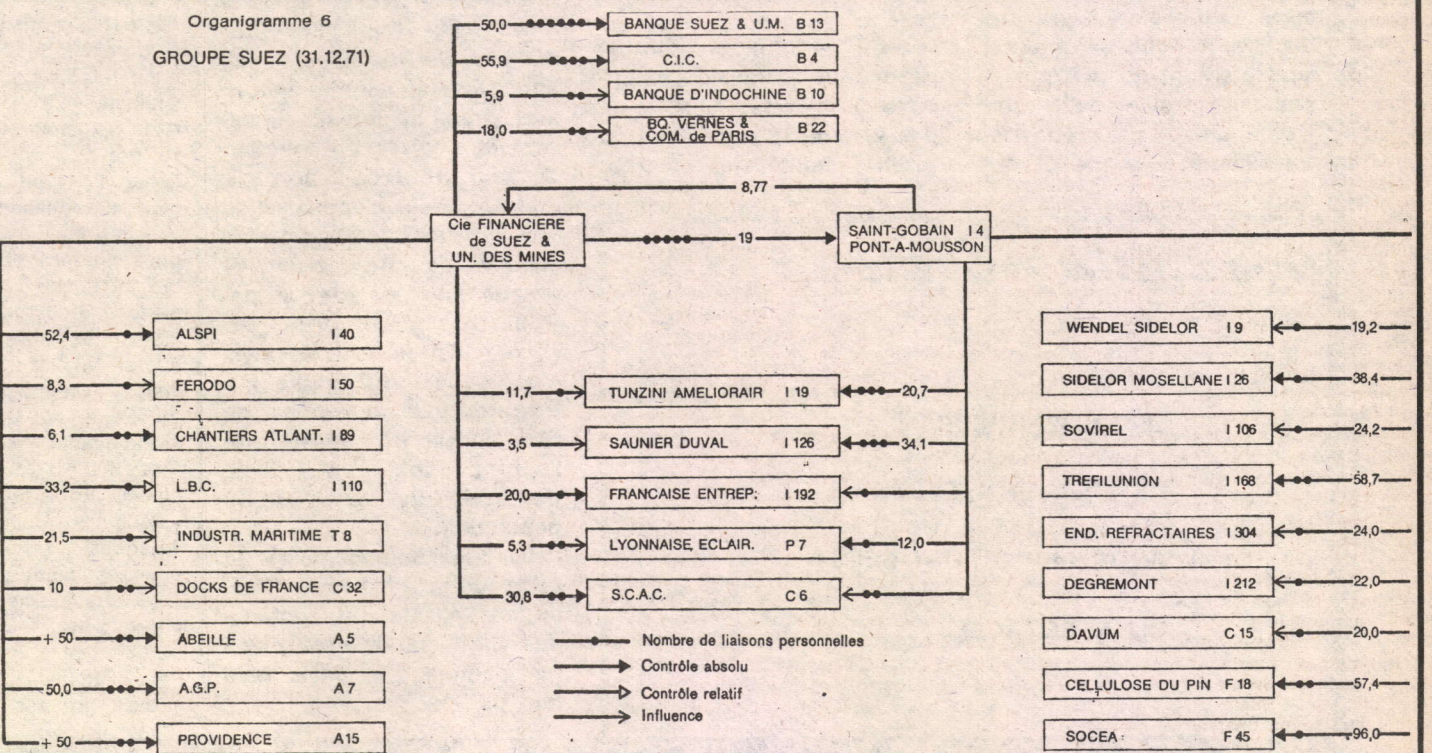 Organigramme 6
GROUPE SUEZ (31.12.71)
50,0 BANQUE SUEZ & U.M. B 13
55,9 C.I.C. B 4
5,9 BANQUE D'INDOCHINE B 10
18,0 BQ. VERNES & COM. de PARIS B 22
8,77
Cie FINANCIERE
de SUEZ &
UN. DES MINES
19
SAINT-GOBAIN I 4
PONT-A-MOUSSON
52,4 ALSPI I 40
8,3 FERODO I 50
6,1 CHANTIERS ATLANT. I 89
33,2 L.B.C. I 110
21,5 INDUSTR. MARITIME T 8
10 DOCKS DE FRANCE C 32
+ 50 ABEILLE A 5
50,0 A.G.P. A 7
+ 50 PROVIDENCE A 15
11,7 TUNZINI AMELIORAIR I 19 20,7
3,5 SAUNIER DUVAL I 126 34,1
20,0 FRANCAISE ENTREP. I 192
5,3 LYONNAISE ECLAIR. P 7 12,0
30,8 S.C.A.C. C 6
Nombre de liaisons personnelles
Contrôle absolu
Contrôle relatif
Influence
WENDEL SIDELOR I 9 19,2
SIDELOR MOSELLANE I 26 38,4
SOVIREL I 106 24,2
TREFILUNION I 168 58,7
END. REFRACTAIRES I 304 24,0
DEGREMONT I 212 22,0
DAVUM C 15 20,0
CELLULOSE DU PIN F 18 57,4
SOCEA F 45 96,0